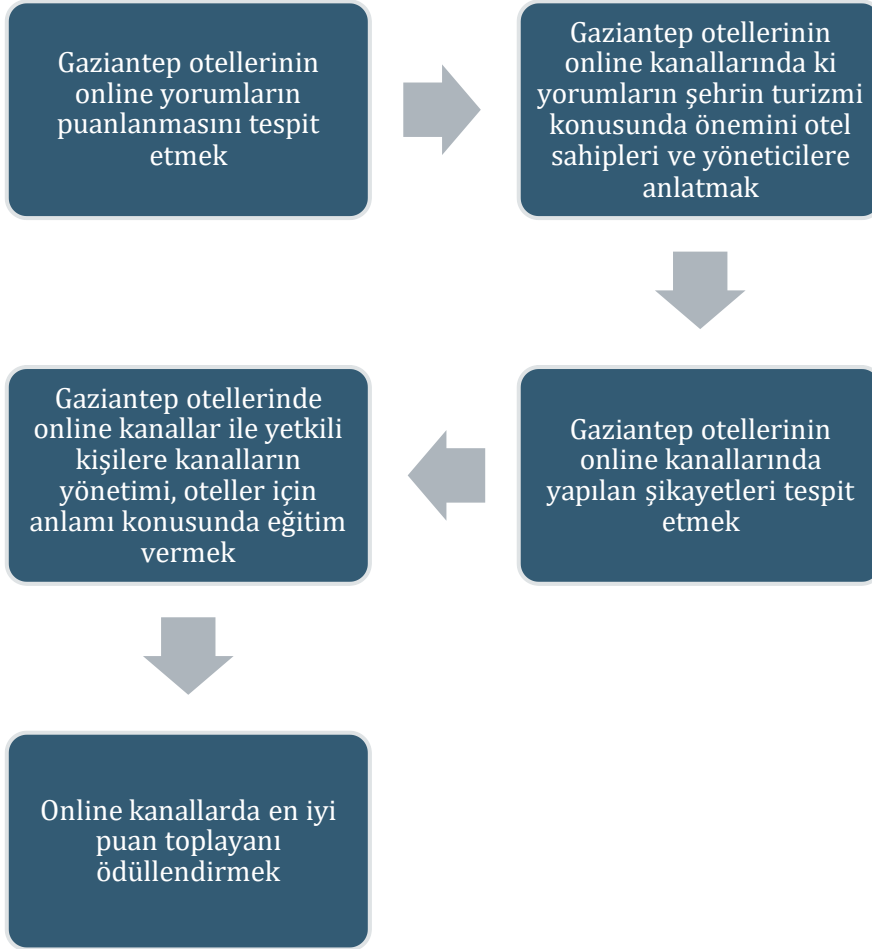 Gaziantep otellerinin
online yorumların
puanlanmasını tespit
etmek
Gaziantep otellerinin
online kanallarında ki
yorumların şehrin turizmi
konusunda önemini otel
sahipleri ve yöneticilere
anlatmak
Gaziantep otellerinin
online kanallarında
yapılan şikayetleri tespit
etmek
Gaziantep otellerinde
online kanallar ile yetkili
kişilere kanalların
yönetimi, oteller için
anlamı konusunda eğitim
vermek
Online kanallarda en iyi
puan toplayanı
ödüllendirmek